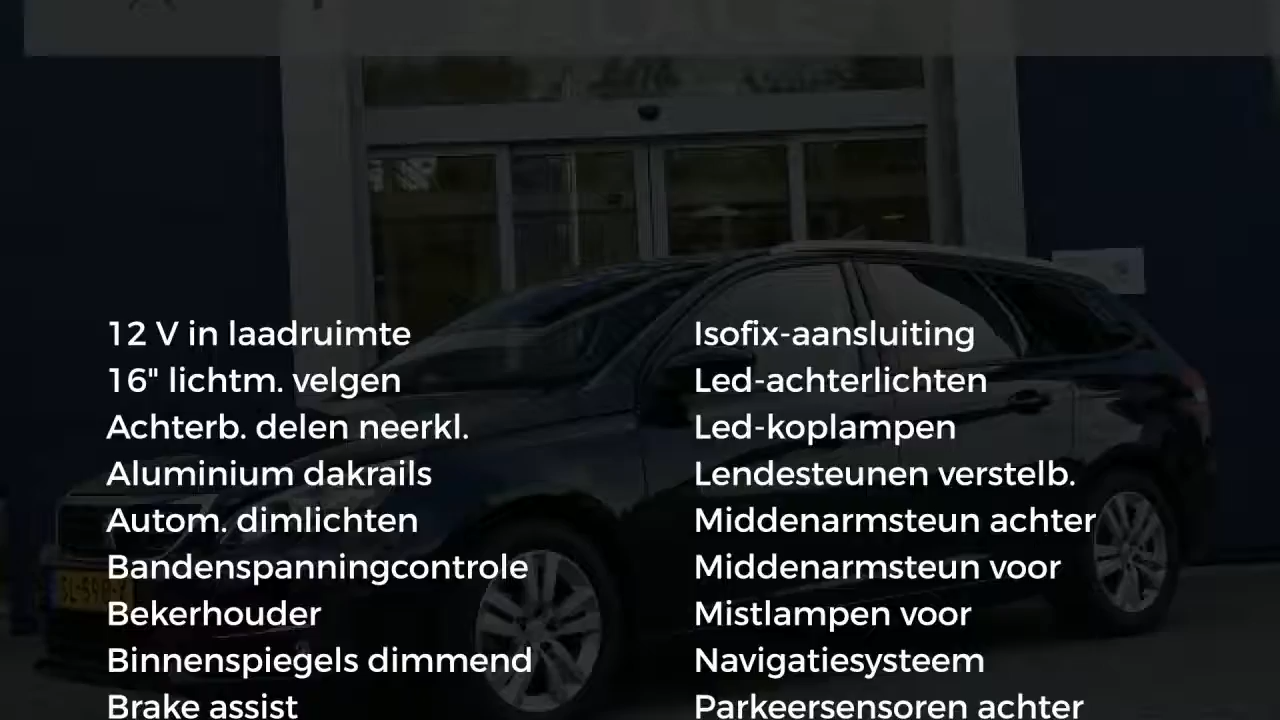 12 V in laadruimte
16" lichtm. velgen
Achterb. delen neerkl.
Aluminium dakrails
Autom. dimlichten
Bandenspanningcontrole
Bekerhouder
Binnenspiegels dimmend
Brake assist
Isofix-aansluiting
Led-achterlichten
Led-koplampen
Lendesteunen verstelb.
Middenarmsteun achter
Middenarmsteun voor
Mistlampen voor
Navigatiesysteem
Parkeersensoren achter